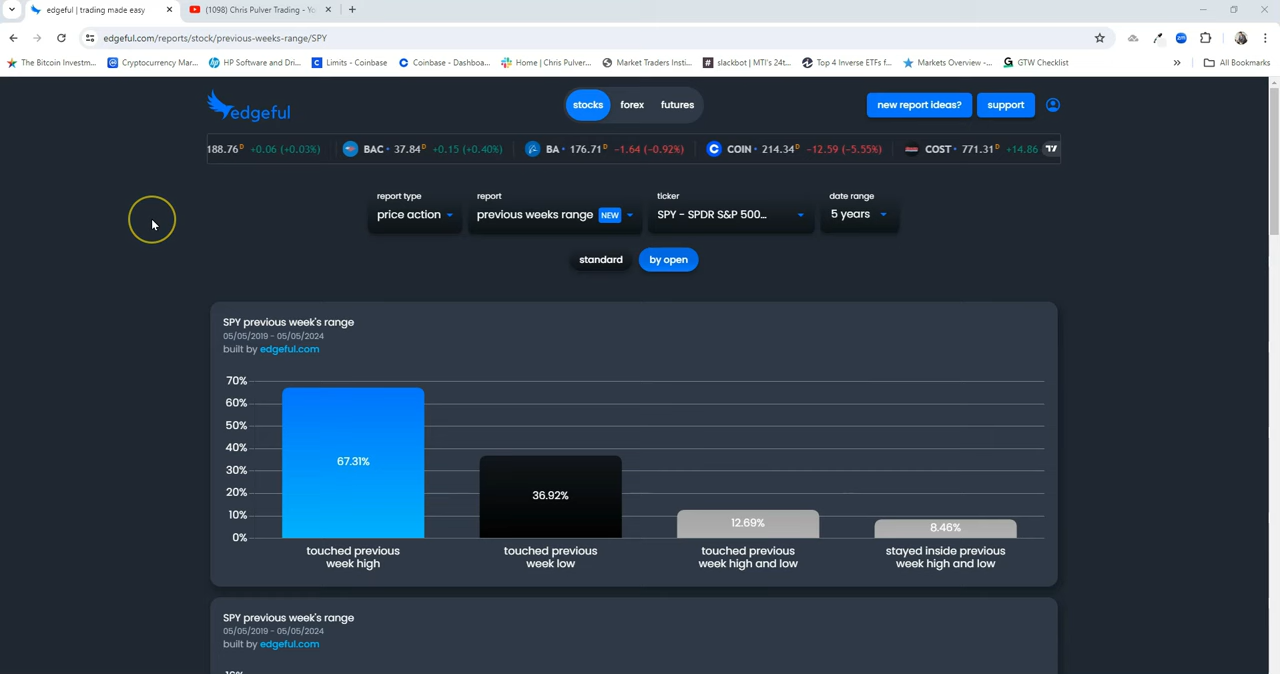 edgeful | trading made easy
(1098) Chris Pulver Trading - Yo
edgeful.com/reports/stock/previous-weeks-range/SPY
The Bitcoin Investm...
Cryptocurrency Mar...
HP Software and Dri...
Limits - Coinbase
Coinbase - Dashboa...
Home | Chris Pulver...
Market Traders Insti...
slackbot | MTI's 24t...
Top 4 Inverse ETFs f...
Markets Overview -...
GTW Checklist
»
All Bookmarks
edgeful
stocks
forex
futures
new report ideas?
support
188.76 D +0.06 (+0.03%)
BAC • 37.84 D +0.15 (+0.40%)
BA • 176.71 D −1.64 (−0.92%)
COIN • 214.34 D −12.59 (−5.55%)
COST • 771.31 D +14.86
report type
price action
report
previous weeks range NEW
ticker
SPY - SPDR S&P 500...
date range
5 years
standard
by open
SPY previous week's range
05/05/2019 - 05/05/2024
built by edgeful.com
70%
60%
50%
40%
30%
20%
10%
0%
67.31%
36.92%
12.69%
8.46%
touched previous
week high
touched previous
week low
touched previous
week high and low
stayed inside previous
week high and low
SPY previous week's range
05/05/2019 - 05/05/2024
built by edgeful.com